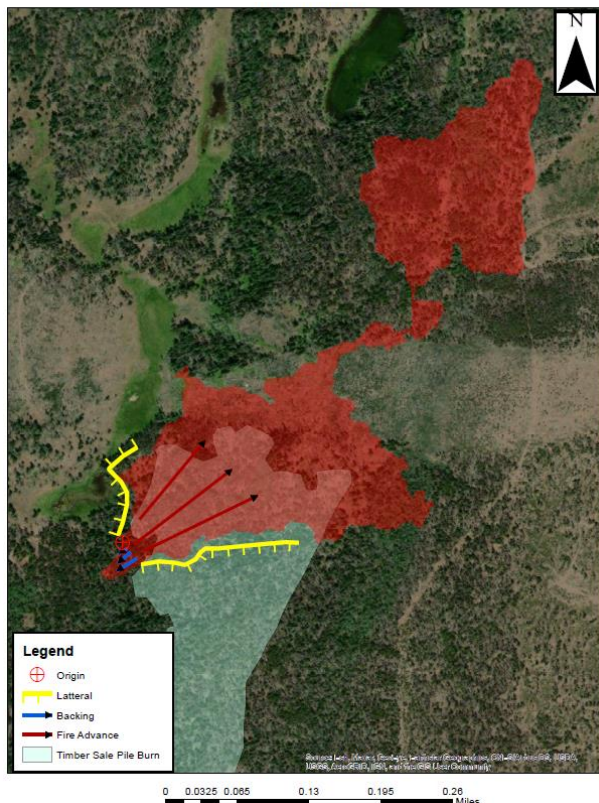 N
Legend
Origin
Latteral
Backing
Fire Advance
Timber Sale Pile Burn
0 0.0325 0.065 0.13 0.195 0.26
Miles